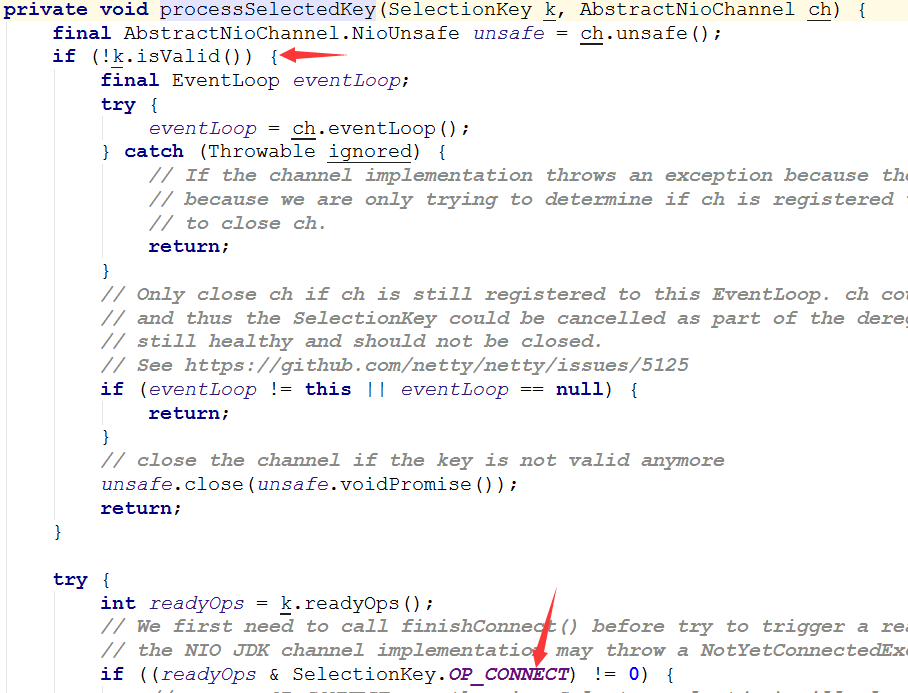 private void processSelectedKey(SelectionKey k, AbstractNioChannel ch) {
final AbstractNioChannel.NioUnsafe unsafe = ch.unsafe();
if (!k.isValid()) {
final EventLoop eventLoop;
try {
eventLoop = ch.eventLoop();
} catch (Throwable ignored) {
// If the channel implementation throws an exception because the
// because we are only trying to determine if ch is registered
// to close ch.
return;
}
// Only close ch if ch is still registered to this EventLoop. ch cou
// and thus the SelectionKey could be cancelled as part of the dereg
// still healthy and should not be closed.
// See https://github.com/netty/netty/issues/5125
if (eventLoop != this || eventLoop == null) {
return;
}
// close the channel if the key is not valid anymore
unsafe.close(unsafe.voidPromise());
return;
}
try {
int readyOps = k.readyOps();
// We first need to call finishConnect() before try to trigger a rea
// the NIO JDK channel implementation may throw a NotYetConnectedExc
if ((readyOps & SelectionKey.OP_CONNECT) != 0) {